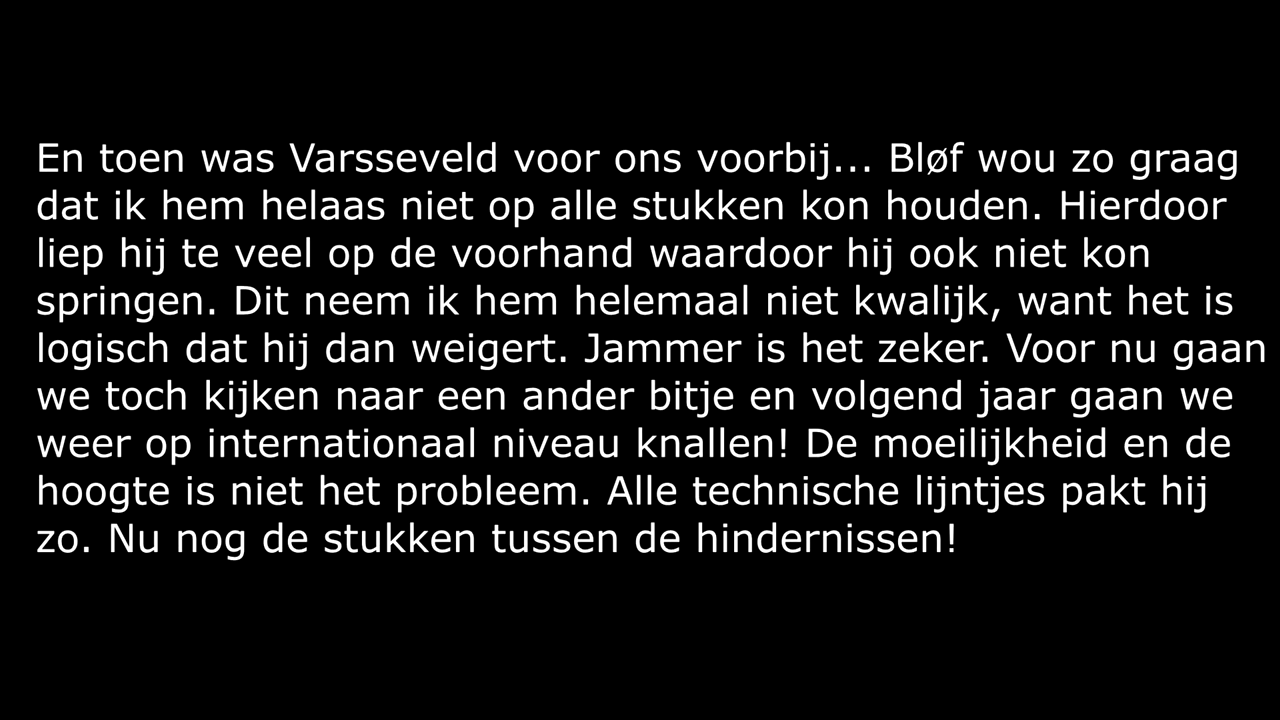 En toen was Varsseveld voor ons voorbij... Bløf wou zo graag
dat ik hem helaas niet op alle stukken kon houden. Hierdoor
liep hij te veel op de voorhand waardoor hij ook niet kon
springen. Dit neem ik hem helemaal niet kwalijk, want het is
logisch dat hij dan weigert. Jammer is het zeker. Voor nu gaan
we toch kijken naar een ander bitje en volgend jaar gaan we
weer op internationaal niveau knallen! De moeilijkheid en de
hoogte is niet het probleem. Alle technische lijntjes pakt hij
zo. Nu nog de stukken tussen de hindernissen!